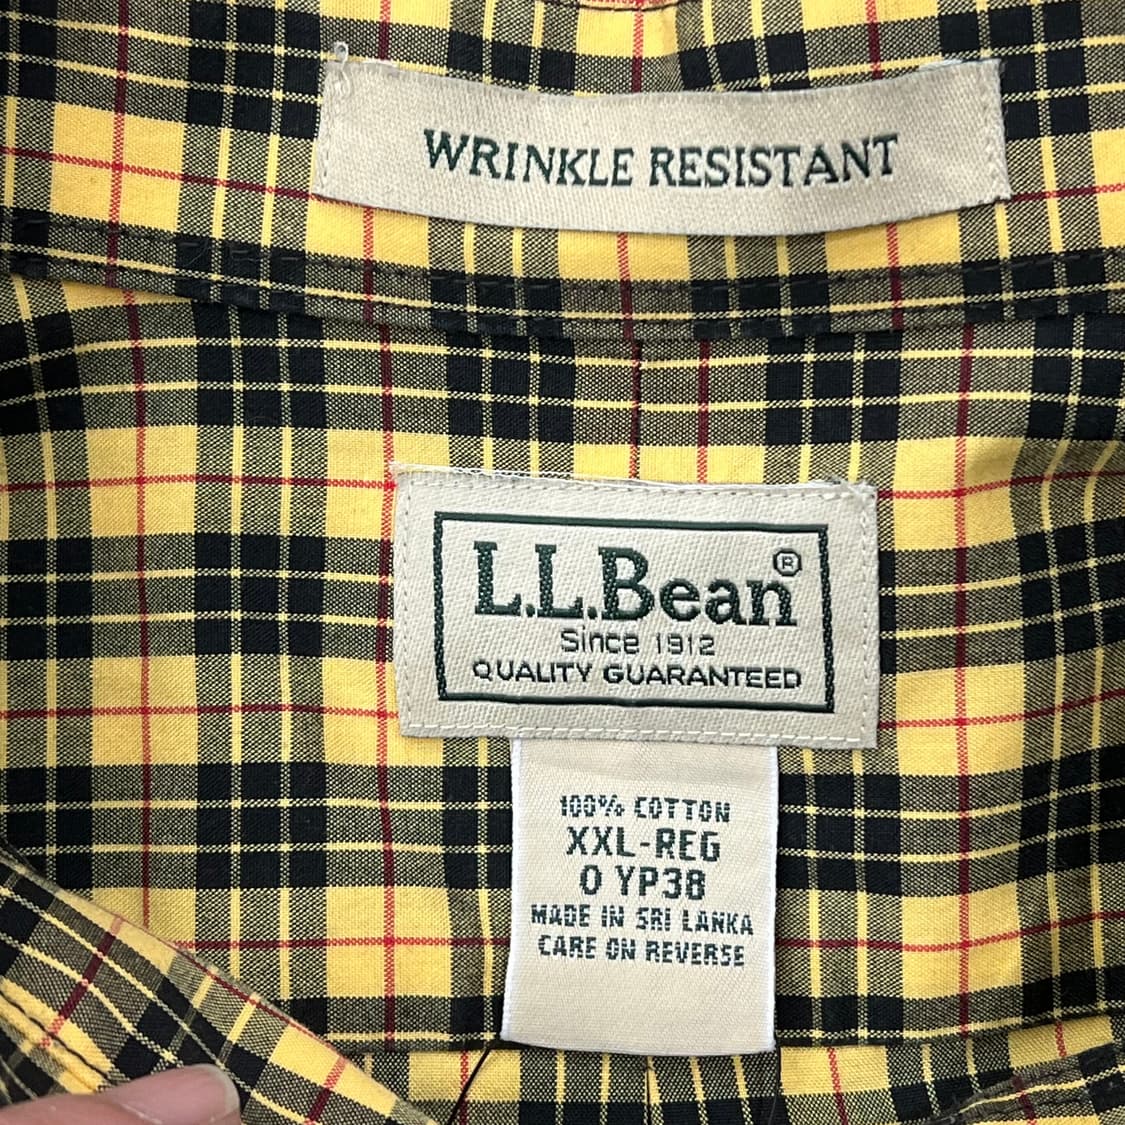 WRINKLE RESISTANT
L.L.Bean®
Since 1912
QUALITY GUARANTEED
100% COTTON
XXL-REG
0 YP38
MADE IN SRI LANKA
CARE ON REVERSE